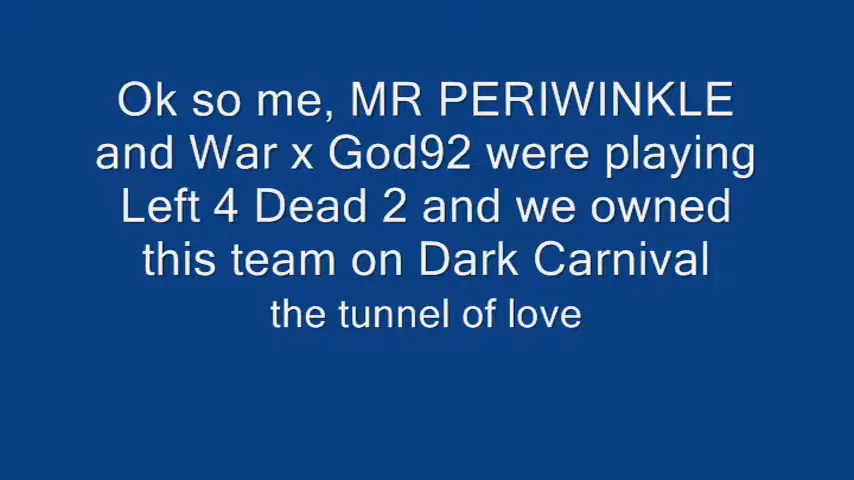 Ok so me, MR PERIWINKLE
and War x God92 were playing
Left 4 Dead 2 and we owned
this team on Dark Carnival
the tunnel of love